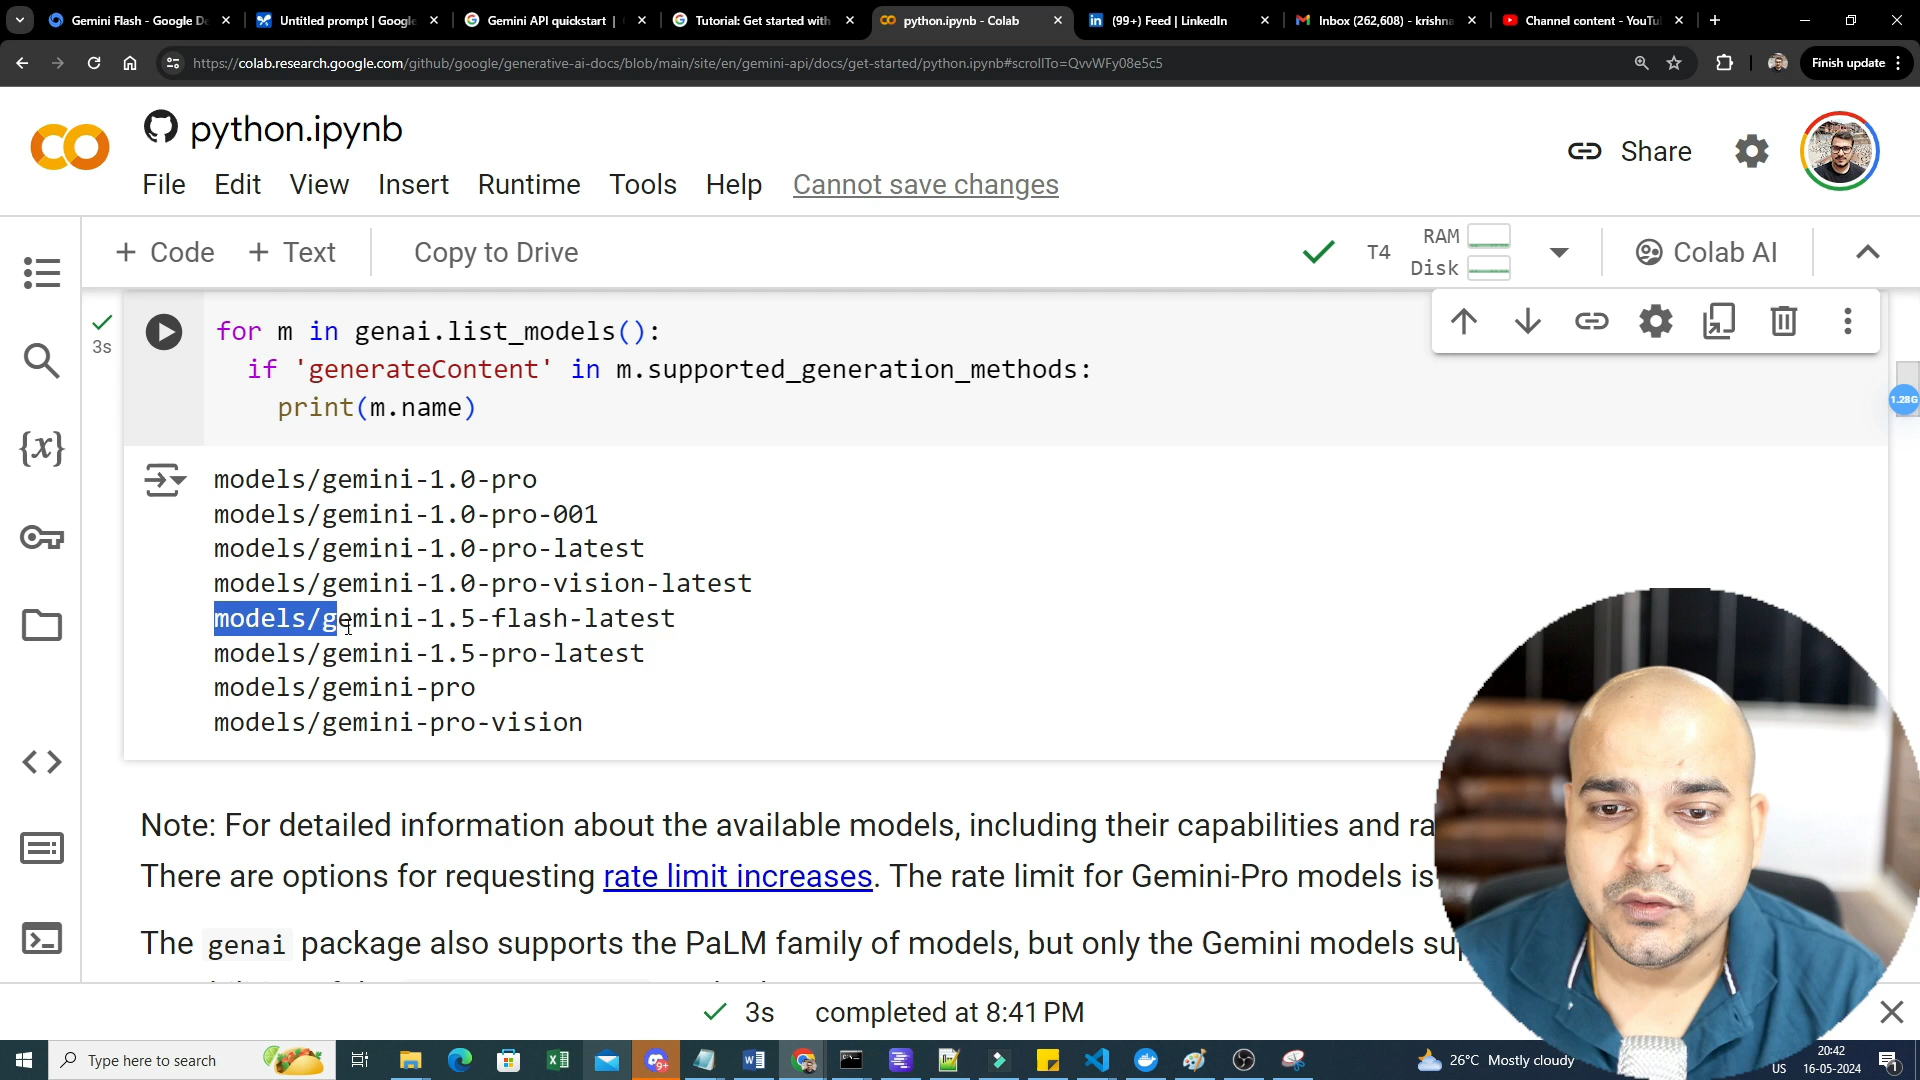 Gemini Flash - Google De
Untitled prompt | Google
Gemini API quickstart |
Tutorial: Get started with
python.ipynb - Colab
(99+) Feed | LinkedIn
Inbox (262,608) - krishna
Channel content - YouTu
https://colab.research.google.com/github/google/generative-ai-docs/blob/main/site/en/gemini-api/docs/get-started/python.ipynb#scrollTo=QvvWFy08e5c5
Finish update
python.ipynb
Share
File Edit View Insert Runtime Tools Help Cannot save changes
+ Code + Text Copy to Drive
T4
RAM
Disk
Colab AI
3s
for m in genai.list_models():
if 'generateContent' in m.supported_generation_methods:
print(m.name)
1.28G
models/gemini-1.0-pro
models/gemini-1.0-pro-001
models/gemini-1.0-pro-latest
models/gemini-1.0-pro-vision-latest
models/gemini-1.5-flash-latest
models/gemini-1.5-pro-latest
models/gemini-pro
models/gemini-pro-vision
Note: For detailed information about the available models, including their capabilities and ra
There are options for requesting rate limit increases. The rate limit for Gemini-Pro models is
The genai package also supports the PaLM family of models, but only the Gemini models sup
3s completed at 8:41 PM
Type here to search
9+
26°C Mostly cloudy
US
20:42
16-05-2024
1